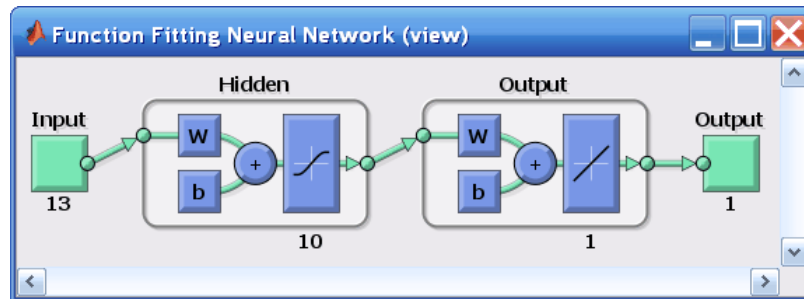 Function Fitting Neural Network (view)
Hidden
Output
Input
Output
W
W
+
+
b
b
13
1
10
1